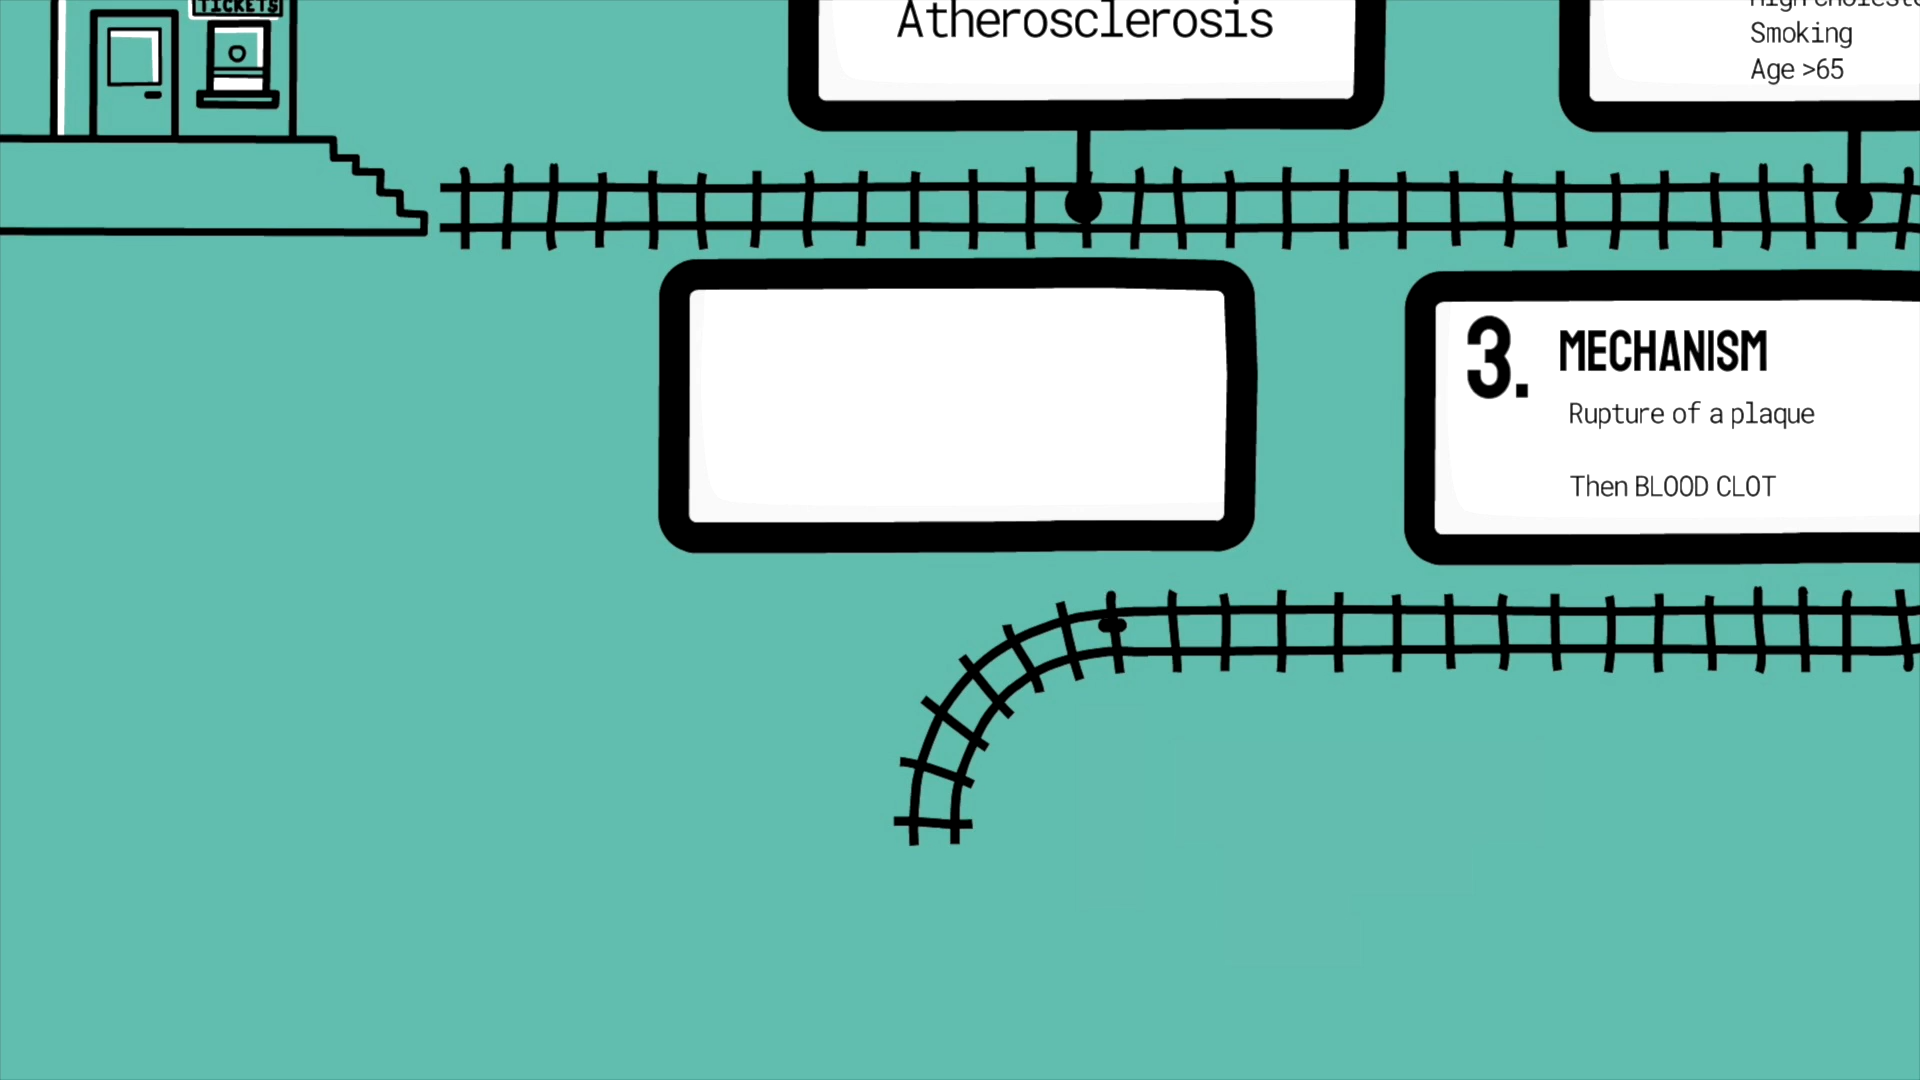 TICKETS
Atherosclerosis
Smoking
Age >65
3. MECHANISM
Rupture of a plaque
Then BLOOD CLOT